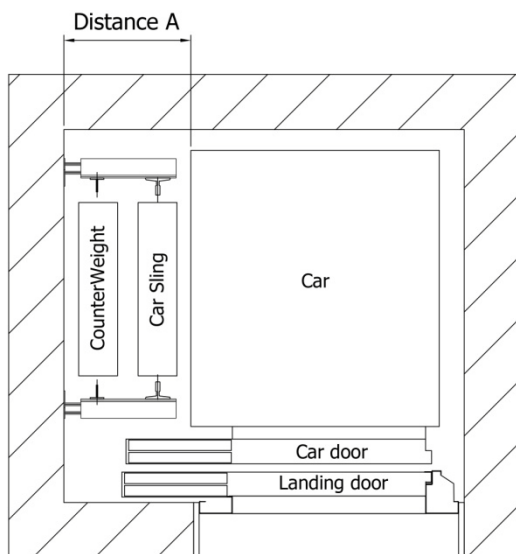 Distance A
CounterWeight
Car Sling
Car
Car door
Landing door